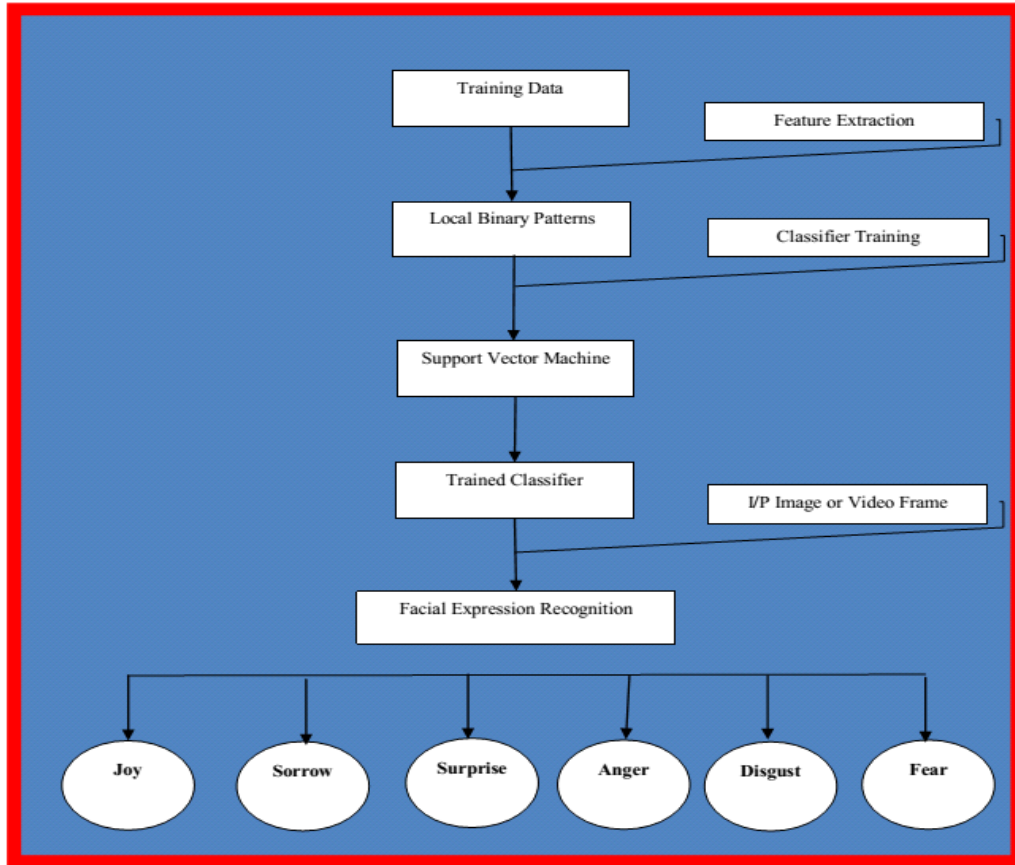 Training Data
Feature Extraction
Local Binary Patterns
Classifier Training
Support Vector Machine
Trained Classifier
I/P Image or Video Frame
Facial Expression Recognition
Joy
Sorrow
Surprise
Anger
Disgust
Fear